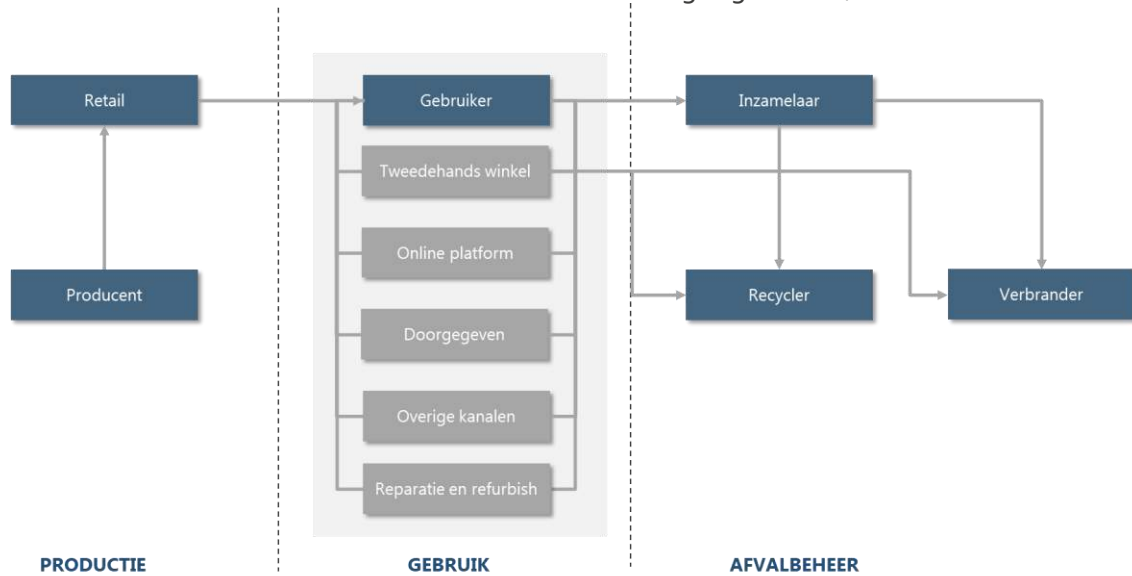 Retail
Gebruiker
Inzamelaar
Tweedehands winkel
Online platform
Producent
Recycler
Verbrander
Doorgegeven
Overige kanalen
Reparatie en refurbish
PRODUCTIE
GEBRUIK
AFVALBEHEER